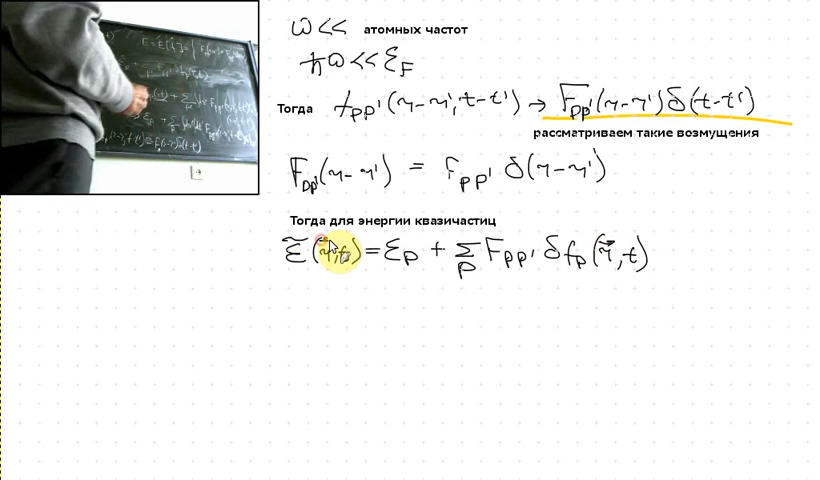 ω << атомных частот
ħω << ε_F
Тогда f_pp'(r-r', t-t') → F_pp'(r-r') δ(t-t')
рассматриваем такие возмущения
F_pp'(r-r') = F_pp' δ(r-r')
Тогда для энергии квазичастиц
ε̃(r⃗,t) = ε_p + Σ_p F_pp' δf_p(r⃗,t)